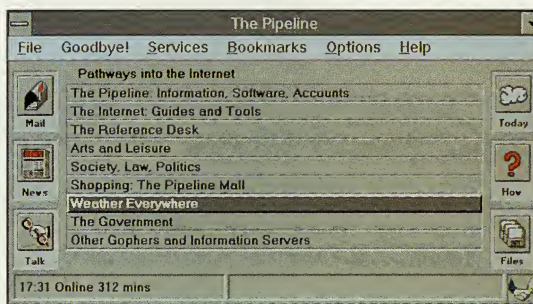 The Pipeline
File Goodbye! Services Bookmarks Options Help
Pathways into the Internet
The Pipeline: Information, Software, Accounts
The Internet: Guides and Tools
The Reference Desk
Arts and Leisure
Society, Law, Politics
Shopping: The Pipeline Mall
Weather Everywhere
The Government
Other Gophers and Information Servers
Mail
News
Talk
Today
How
Files
17:31 Online 312 mins